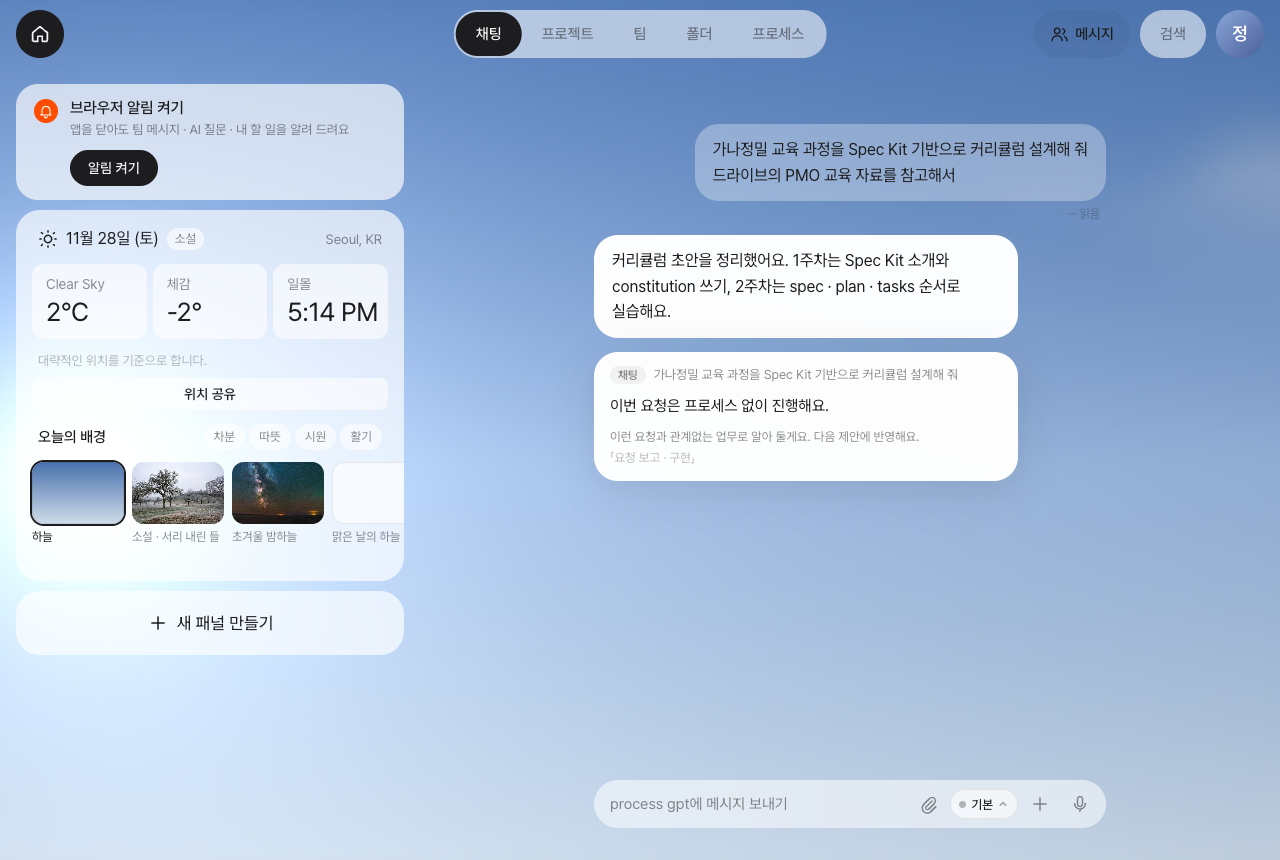 채팅
프로젝트
팀
폴더
프로세스
메시지
검색
정
브라우저 알림 켜기
앱을 닫아도 팀 메시지 · AI 질문 · 내 할 일을 알려 드려요
알림 켜기
11월 28일 (토)
소설
Seoul, KR
Clear Sky
2°C
체감
-2°
일몰
5:14 PM
대략적인 위치를 기준으로 합니다.
위치 공유
오늘의 배경
차분
따뜻
시원
활기
하늘
소설 · 서리 내린 들
초겨울 밤하늘
맑은 날의 하늘
새 패널 만들기
가나정밀 교육 과정을 Spec Kit 기반으로 커리큘럼 설계해 줘
드라이브의 PMO 교육 자료를 참고해서
– 읽음
커리큘럼 초안을 정리했어요. 1주차는 Spec Kit 소개와
constitution 쓰기, 2주차는 spec · plan · tasks 순서로
실습해요.
채팅 가나정밀 교육 과정을 Spec Kit 기반으로 커리큘럼 설계해 줘
이번 요청은 프로세스 없이 진행해요.
이런 요청과 관계없는 업무로 알아 둘게요. 다음 제안에 반영해요.
「요청 보고 · 구현」
process gpt에 메시지 보내기
기본